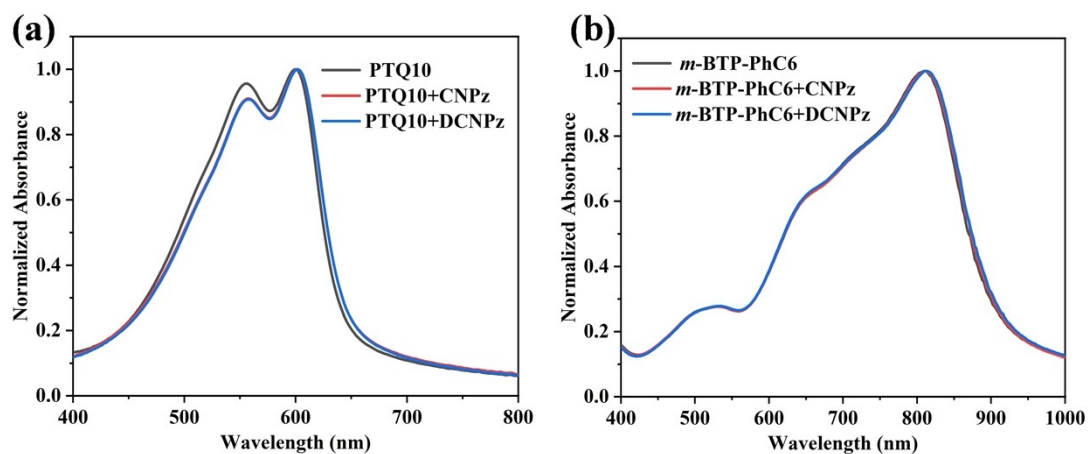 (a)
PTQ10
PTQ10+CNPz
PTQ10+DCNPz
Normalized Absorbance
1.0
0.8
0.6
0.4
0.2
0.0
400 500 600 700 800
Wavelength (nm)
(b)
m-BTP-PhC6
m-BTP-PhC6+CNPz
m-BTP-PhC6+DCNPz
Normalized Absorbance
1.0
0.8
0.6
0.4
0.2
0.0
400 500 600 700 800 900 1000
Wavelength (nm)